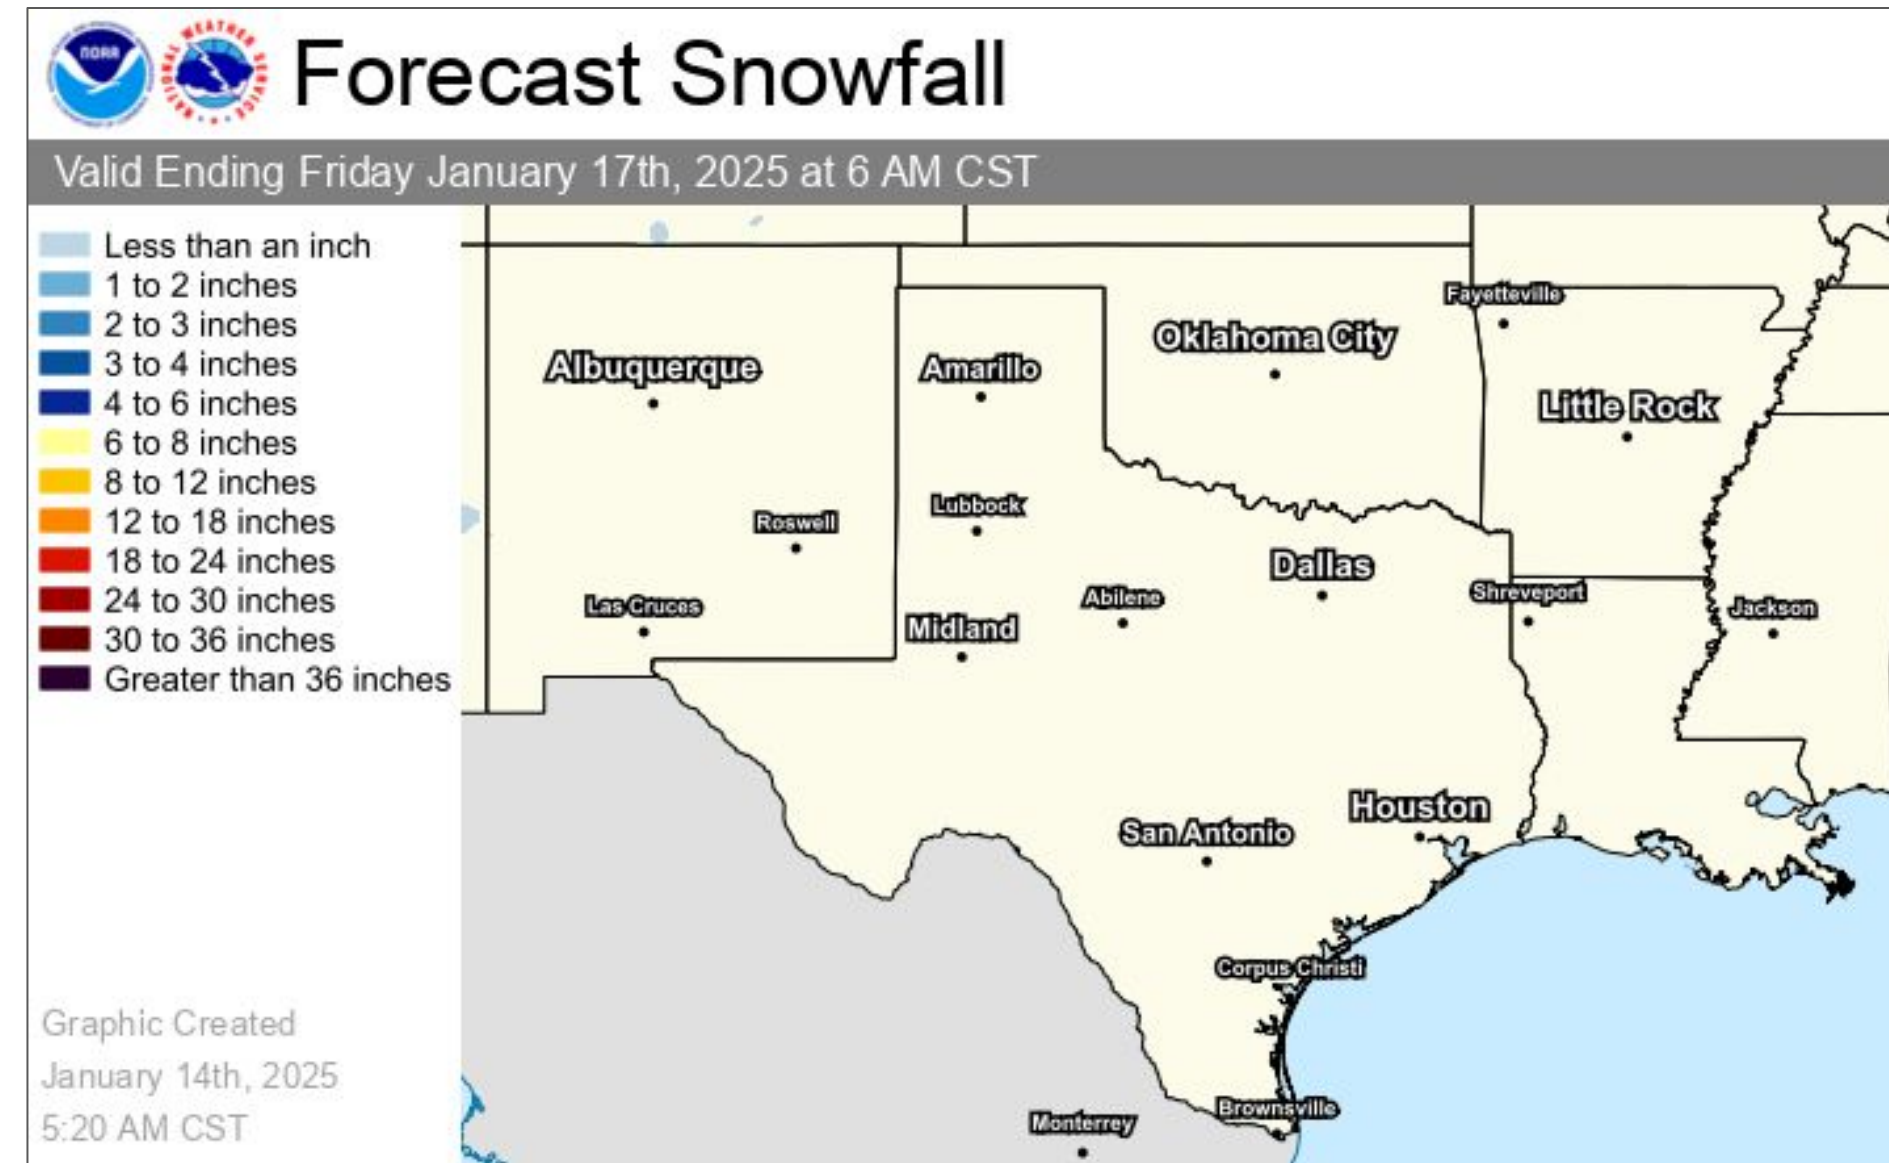 NOAA
NATIONAL WEATHER SERVICE
Forecast Snowfall
Valid Ending Friday January 17th, 2025 at 6 AM CST
Less than an inch
1 to 2 inches
2 to 3 inches
3 to 4 inches
4 to 6 inches
6 to 8 inches
8 to 12 inches
12 to 18 inches
18 to 24 inches
24 to 30 inches
30 to 36 inches
Greater than 36 inches
Fayetteville
Oklahoma City
Albuquerque
Amarillo
Little Rock
Lubbock
Roswell
Dallas
Shreveport
Abilene
Las Cruces
Jackson
Midland
Houston
San Antonio
Corpus Christi
Brownsville
Monterrey
Graphic Created
January 14th, 2025
5:20 AM CST